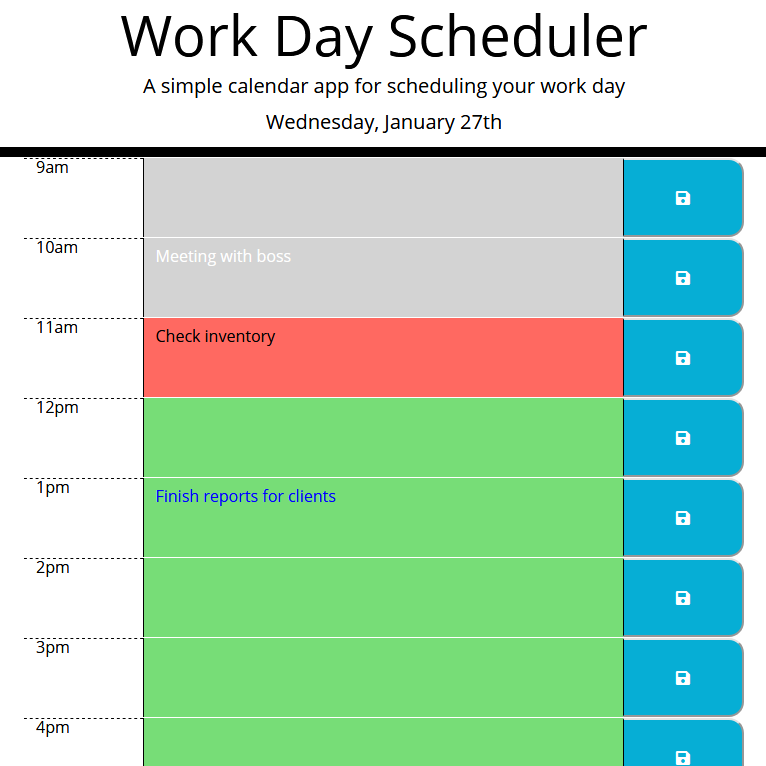 Work Day Scheduler
A simple calendar app for scheduling your work day
Wednesday, January 27th
9am
10am
Meeting with boss
11am
Check inventory
12pm
1pm
Finish reports for clients
2pm
3pm
4pm